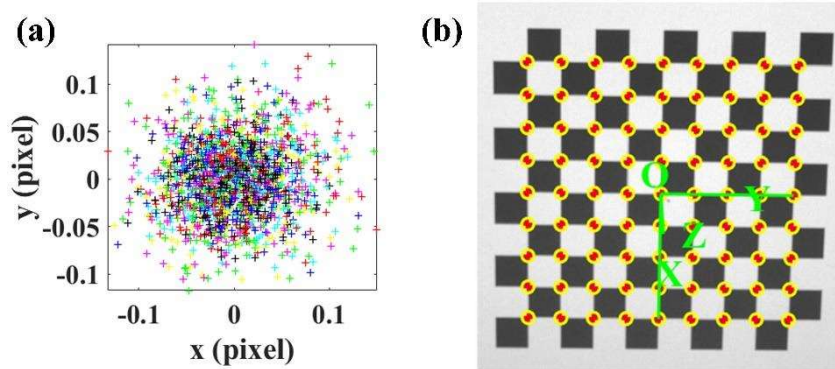 (a)
0.1
0.05
0
-0.05
-0.1
y (pixel)
-0.1 0 0.1
x (pixel)
(b)
O
Y
Z
X